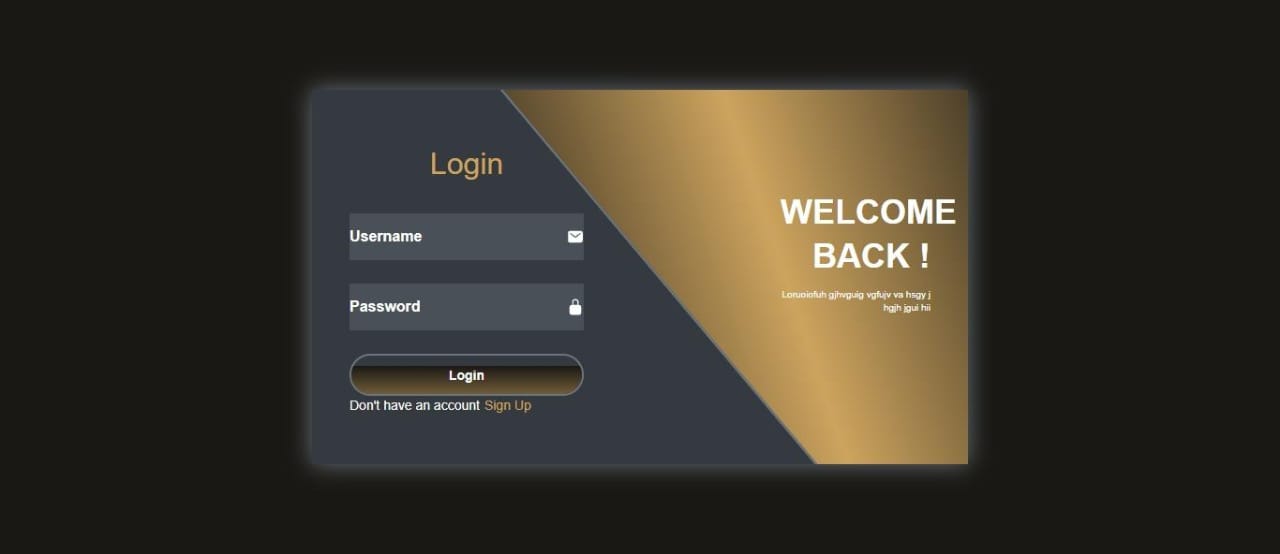 Login
Username
Password
Login
Don't have an account Sign Up
WELCOME
BACK !
Loruoiofuh gjhvguig vgfujv va hsgy j
hgjh jgui hii